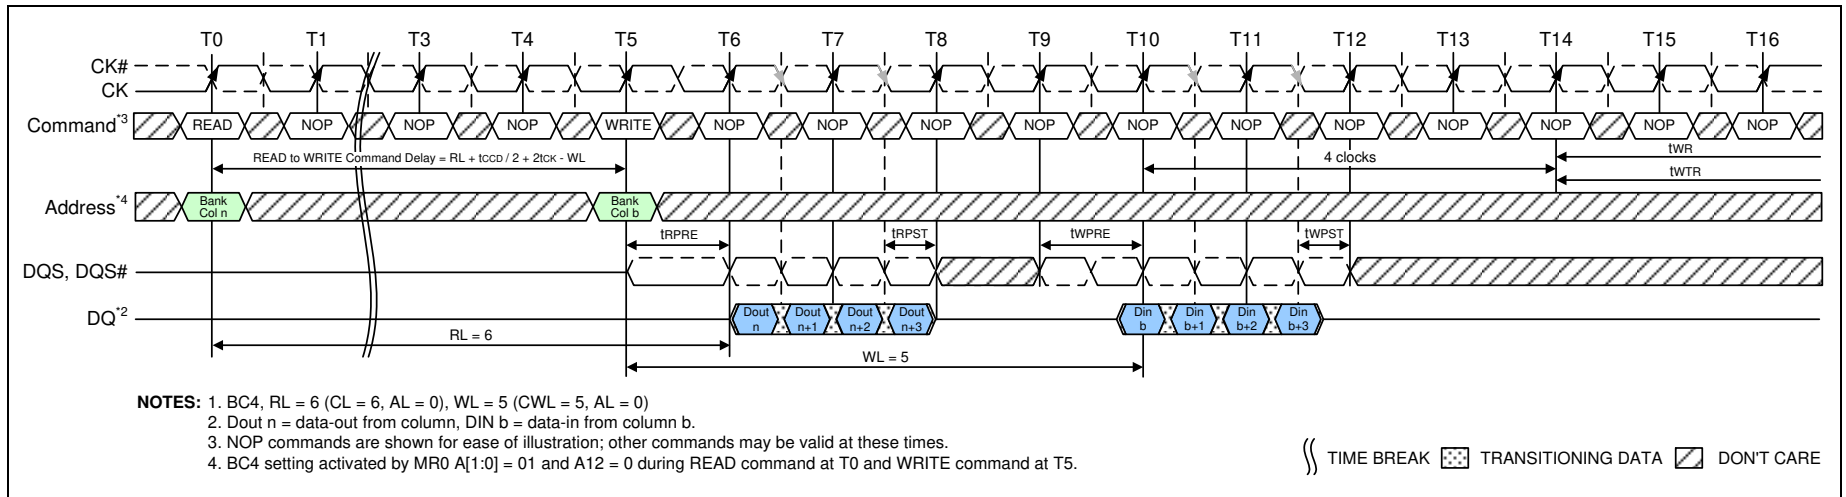 T0 T1 T3 T4 T5 T6 T7 T8 T9 T10 T11 T12 T13 T14 T15 T16
CK#
CK
Command*3 READ NOP NOP NOP WRITE NOP NOP NOP NOP NOP NOP NOP NOP NOP NOP NOP
READ to WRITE Command Delay = RL + tCCD / 2 + 2tCK - WL
4 clocks
tWR
tWTR
Address*4
Bank
Col n
Bank
Col b
tRPRE tRPST tWPRE tWPST
DQS, DQS#
DQ*2
Dout
n
Dout
n+1
Dout
n+2
Dout
n+3
Din
b
Din
b+1
Din
b+2
Din
b+3
RL = 6
WL = 5
NOTES: 1. BC4, RL = 6 (CL = 6, AL = 0), WL = 5 (CWL = 5, AL = 0)
2. Dout n = data-out from column, DIN b = data-in from column b.
3. NOP commands are shown for ease of illustration; other commands may be valid at these times.
4. BC4 setting activated by MR0 A[1:0] = 01 and A12 = 0 during READ command at T0 and WRITE command at T5.
TIME BREAK TRANSITIONING DATA DON'T CARE